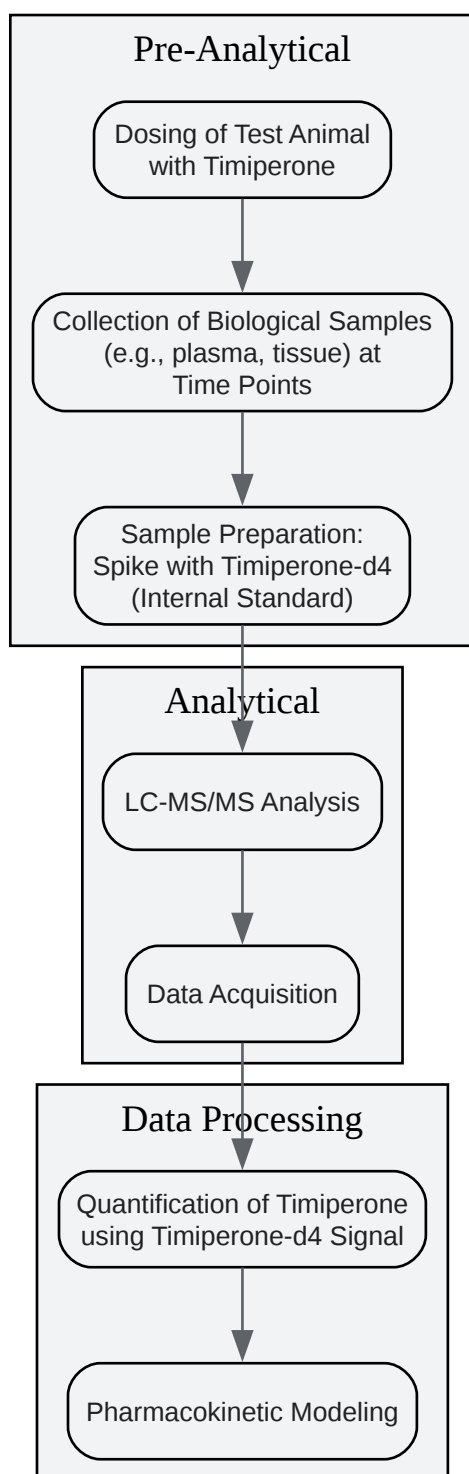 Pre-Analytical
Dosing of Test Animal
with Timiperone
Collection of Biological Samples
(e.g., plasma, tissue) at
Time Points
Sample Preparation:
Spike with Timiperone-d4
(Internal Standard)
Analytical
LC-MS/MS Analysis
Data Acquisition
Data Processing
Quantification of Timiperone
using Timiperone-d4 Signal
Pharmacokinetic Modeling